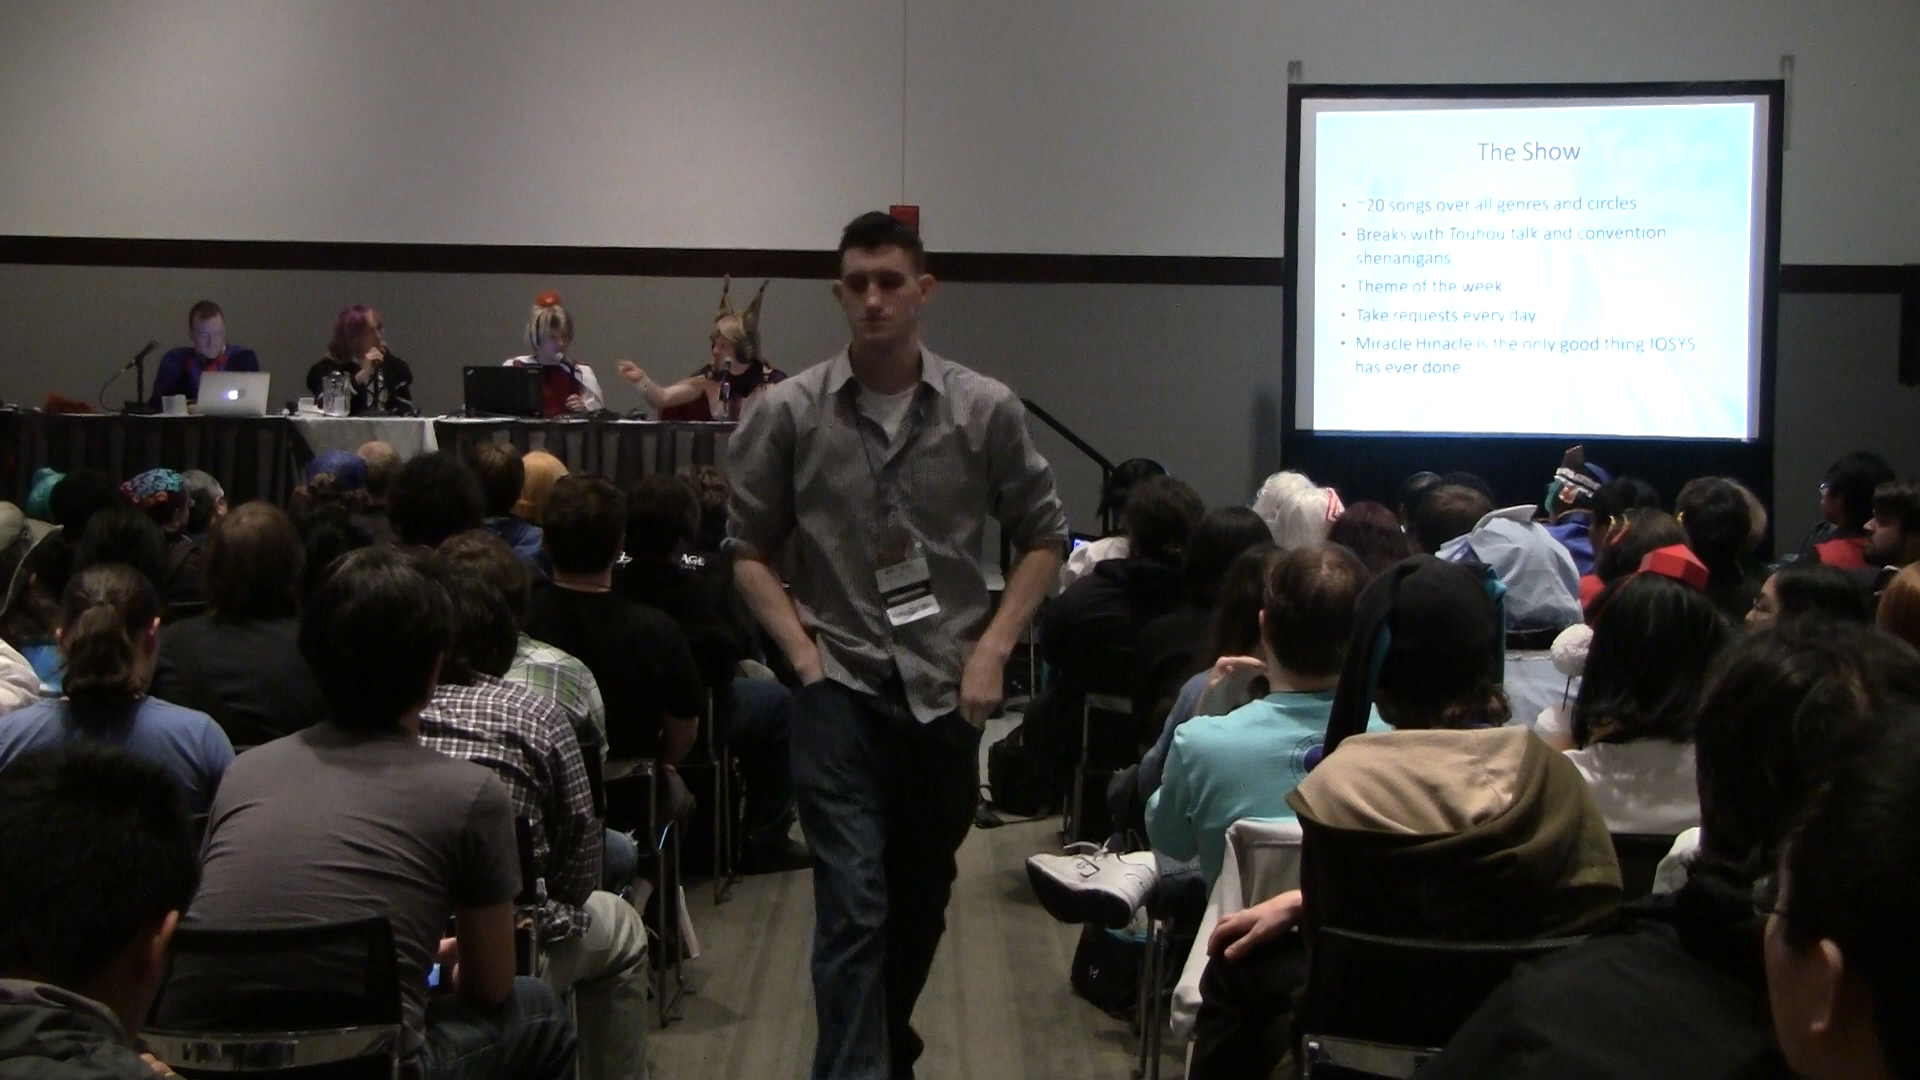 The Show
• ~20 songs over all genres and circles
• Breaks with Touhou talk and convention
shenanigans
• Theme of the week
• Take requests every day
• Miracle Hinacle is the only good thing IOSYS
has ever done
AGE